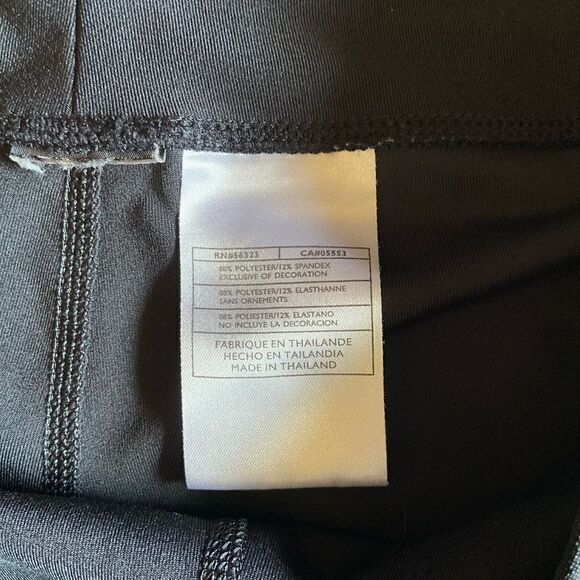 RN#56323 CA#05553
88% POLYESTER/12% SPANDEX
EXCLUSIVE OF DECORATION
88% POLYESTER/12% ELASTHANNE
SANS ORNEMENTS
88% POLIESTER/12% ELASTANO
NO INCLUYE LA DECORACION
FABRIQUE EN THAILANDE
HECHO EN TAILANDIA
MADE IN THAILAND